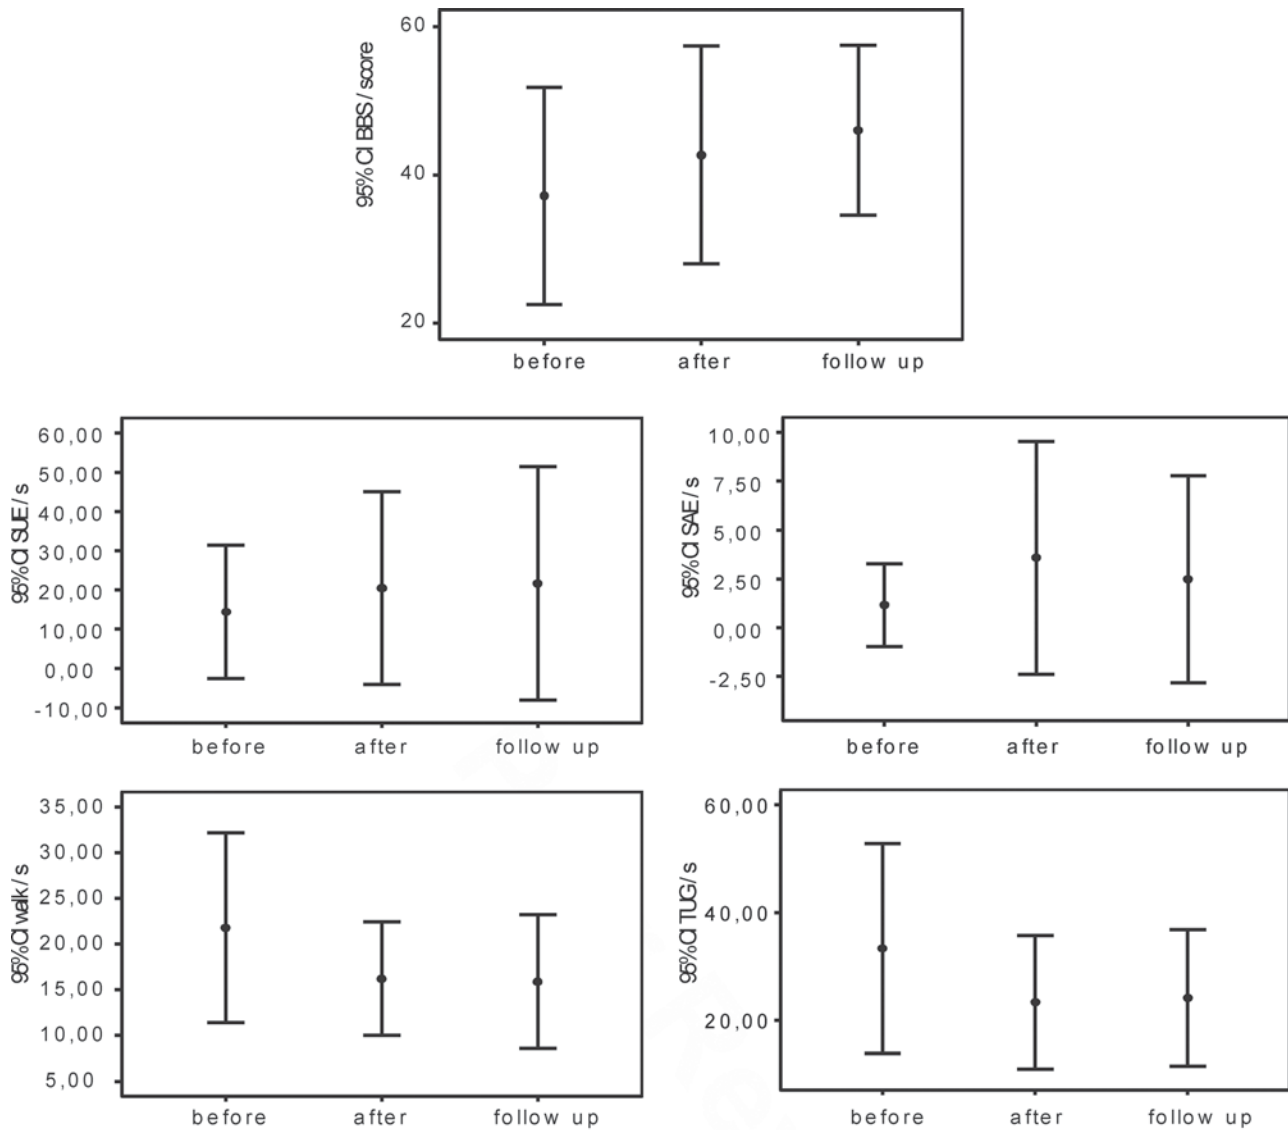 60
40
20
95% CI BBS / score
before after follow up
60,00
50,00
40,00
30,00
20,00
10,00
0,00
-10,00
95% CI SUE / s
before after follow up
10,00
7,50
5,00
2,50
0,00
-2,50
95% CI SAE / s
before after follow up
35,00
30,00
25,00
20,00
15,00
10,00
5,00
95% CI walk / s
before after follow up
60,00
40,00
20,00
95% CI TUG / s
before after follow up